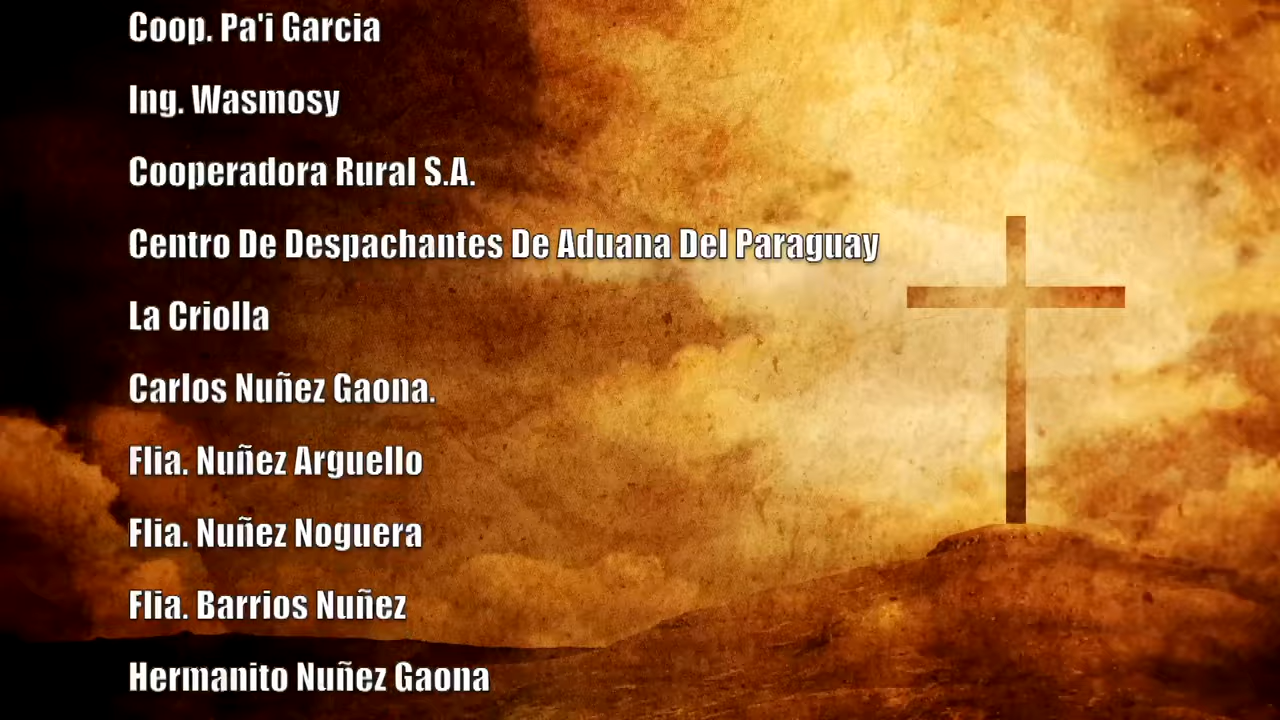 Coop. Pa'i Garcia
Ing. Wasmosy
Cooperadora Rural S.A.
Centro De Despachantes De Aduana Del Paraguay
La Criolla
Carlos Nuñez Gaona.
Flia. Nuñez Arguello
Flia. Nuñez Noguera
Flia. Barrios Nuñez
Hermanito Nuñez Gaona